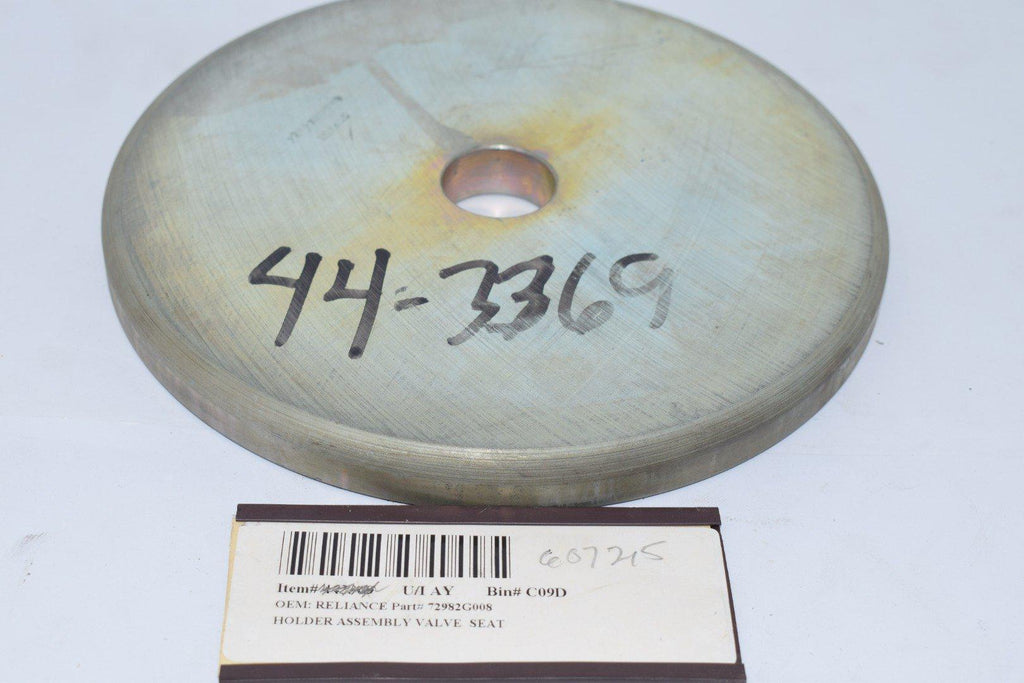 44-3369
607215
Item# U/I AY Bin# C09D
OEM: RELIANCE Part# 72982G008
HOLDER ASSEMBLY VALVE SEAT